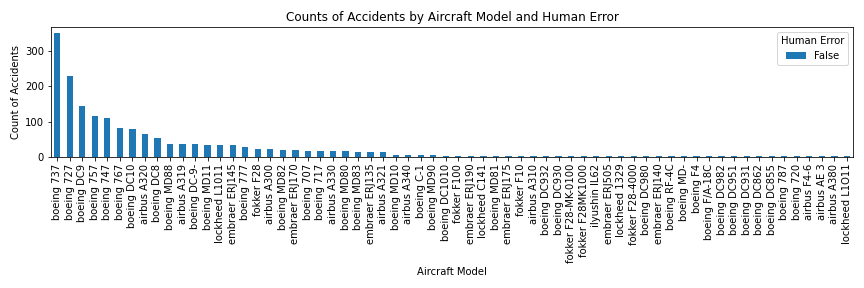 Counts of Accidents by Aircraft Model and Human Error
Human Error
False
Count of Accidents
300
200
100
0
boeing 737
boeing 727
boeing DC9
boeing 757
boeing 747
boeing 767
boeing DC10
airbus A320
boeing DC8
boeing MD88
airbus A319
boeing DC-9-
boeing MD11
lockheed L1011
embraer ERJ145
boeing 777
fokker F28
airbus A300
boeing MD82
embraer ERJ170
boeing 707
boeing 717
airbus A330
boeing MD80
boeing MD83
embraer ERJ135
airbus A321
boeing MD10
airbus A340
boeing C-1
boeing MD90
boeing DC1010
fokker F100
embraer ERJ190
lockheed C141
boeing MD81
embraer ERJ175
fokker F10
airbus A310
boeing DC932
boeing DC930
fokker F28-MK-0100
fokker F28MK1000
ilyushin IL62
embraer ERJ505
lockheed 1329
fokker F28-4000
boeing DC980
embraer ERJ140
boeing RF-4C
boeing MD-
boeing F4
boeing F/A-18C
boeing DC982
boeing DC951
boeing DC931
boeing DC862
boeing DC855
boeing 787
boeing 720
airbus F4-6
airbus AE 3
airbus A380
lockheed L1O11
Aircraft Model